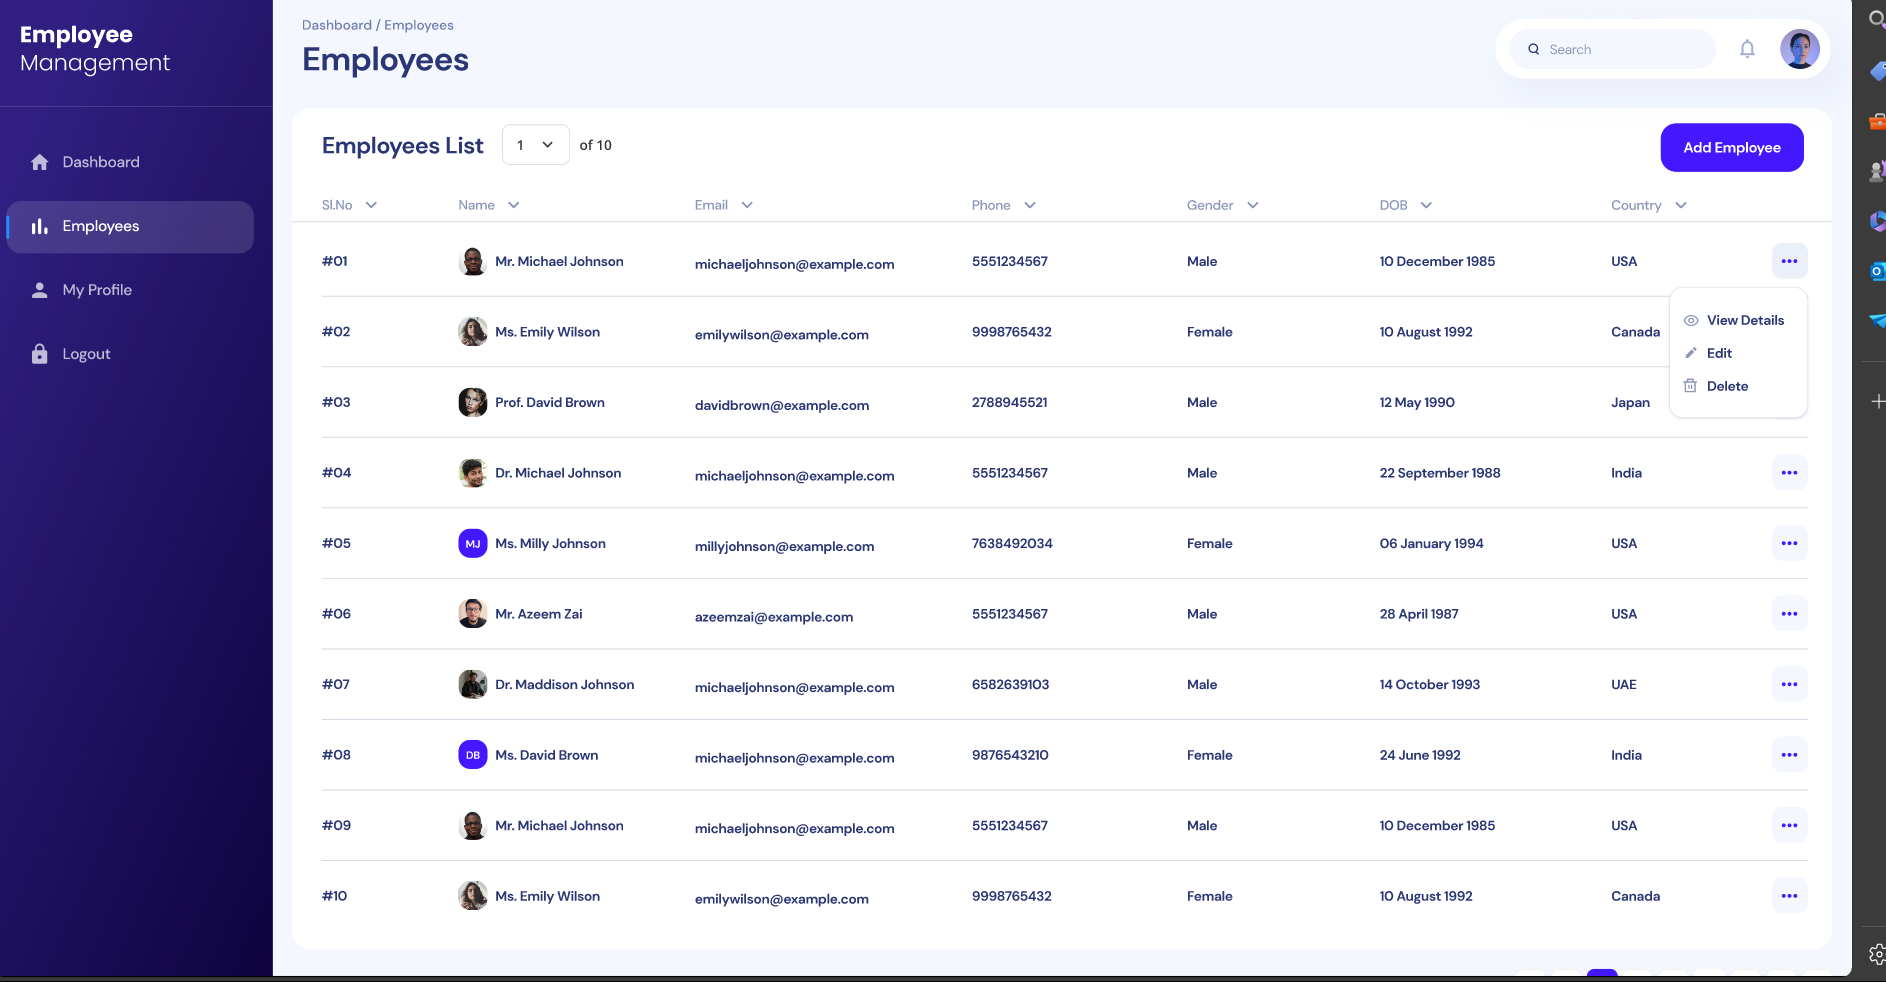 Employee
Management
Dashboard
Employees
My Profile
Logout
Dashboard / Employees
Employees
Search
Employees List 1 of 10
Add Employee
Sl.No Name Email Phone Gender DOB Country
#01 Mr. Michael Johnson michaeljohnson@example.com 5551234567 Male 10 December 1985 USA
View Details
Edit
Delete
#02 Ms. Emily Wilson emilywilson@example.com 9998765432 Female 10 August 1992 Canada
#03 Prof. David Brown davidbrown@example.com 2788945521 Male 12 May 1990 Japan
#04 Dr. Michael Johnson michaeljohnson@example.com 5551234567 Male 22 September 1988 India
#05 MJ Ms. Milly Johnson millyjohnson@example.com 7638492034 Female 06 January 1994 USA
#06 Mr. Azeem Zai azeemzai@example.com 5551234567 Male 28 April 1987 USA
#07 Dr. Maddison Johnson michaeljohnson@example.com 6582639103 Male 14 October 1993 UAE
#08 DB Ms. David Brown michaeljohnson@example.com 9876543210 Female 24 June 1992 India
#09 Mr. Michael Johnson michaeljohnson@example.com 5551234567 Male 10 December 1985 USA
#10 Ms. Emily Wilson emilywilson@example.com 9998765432 Female 10 August 1992 Canada